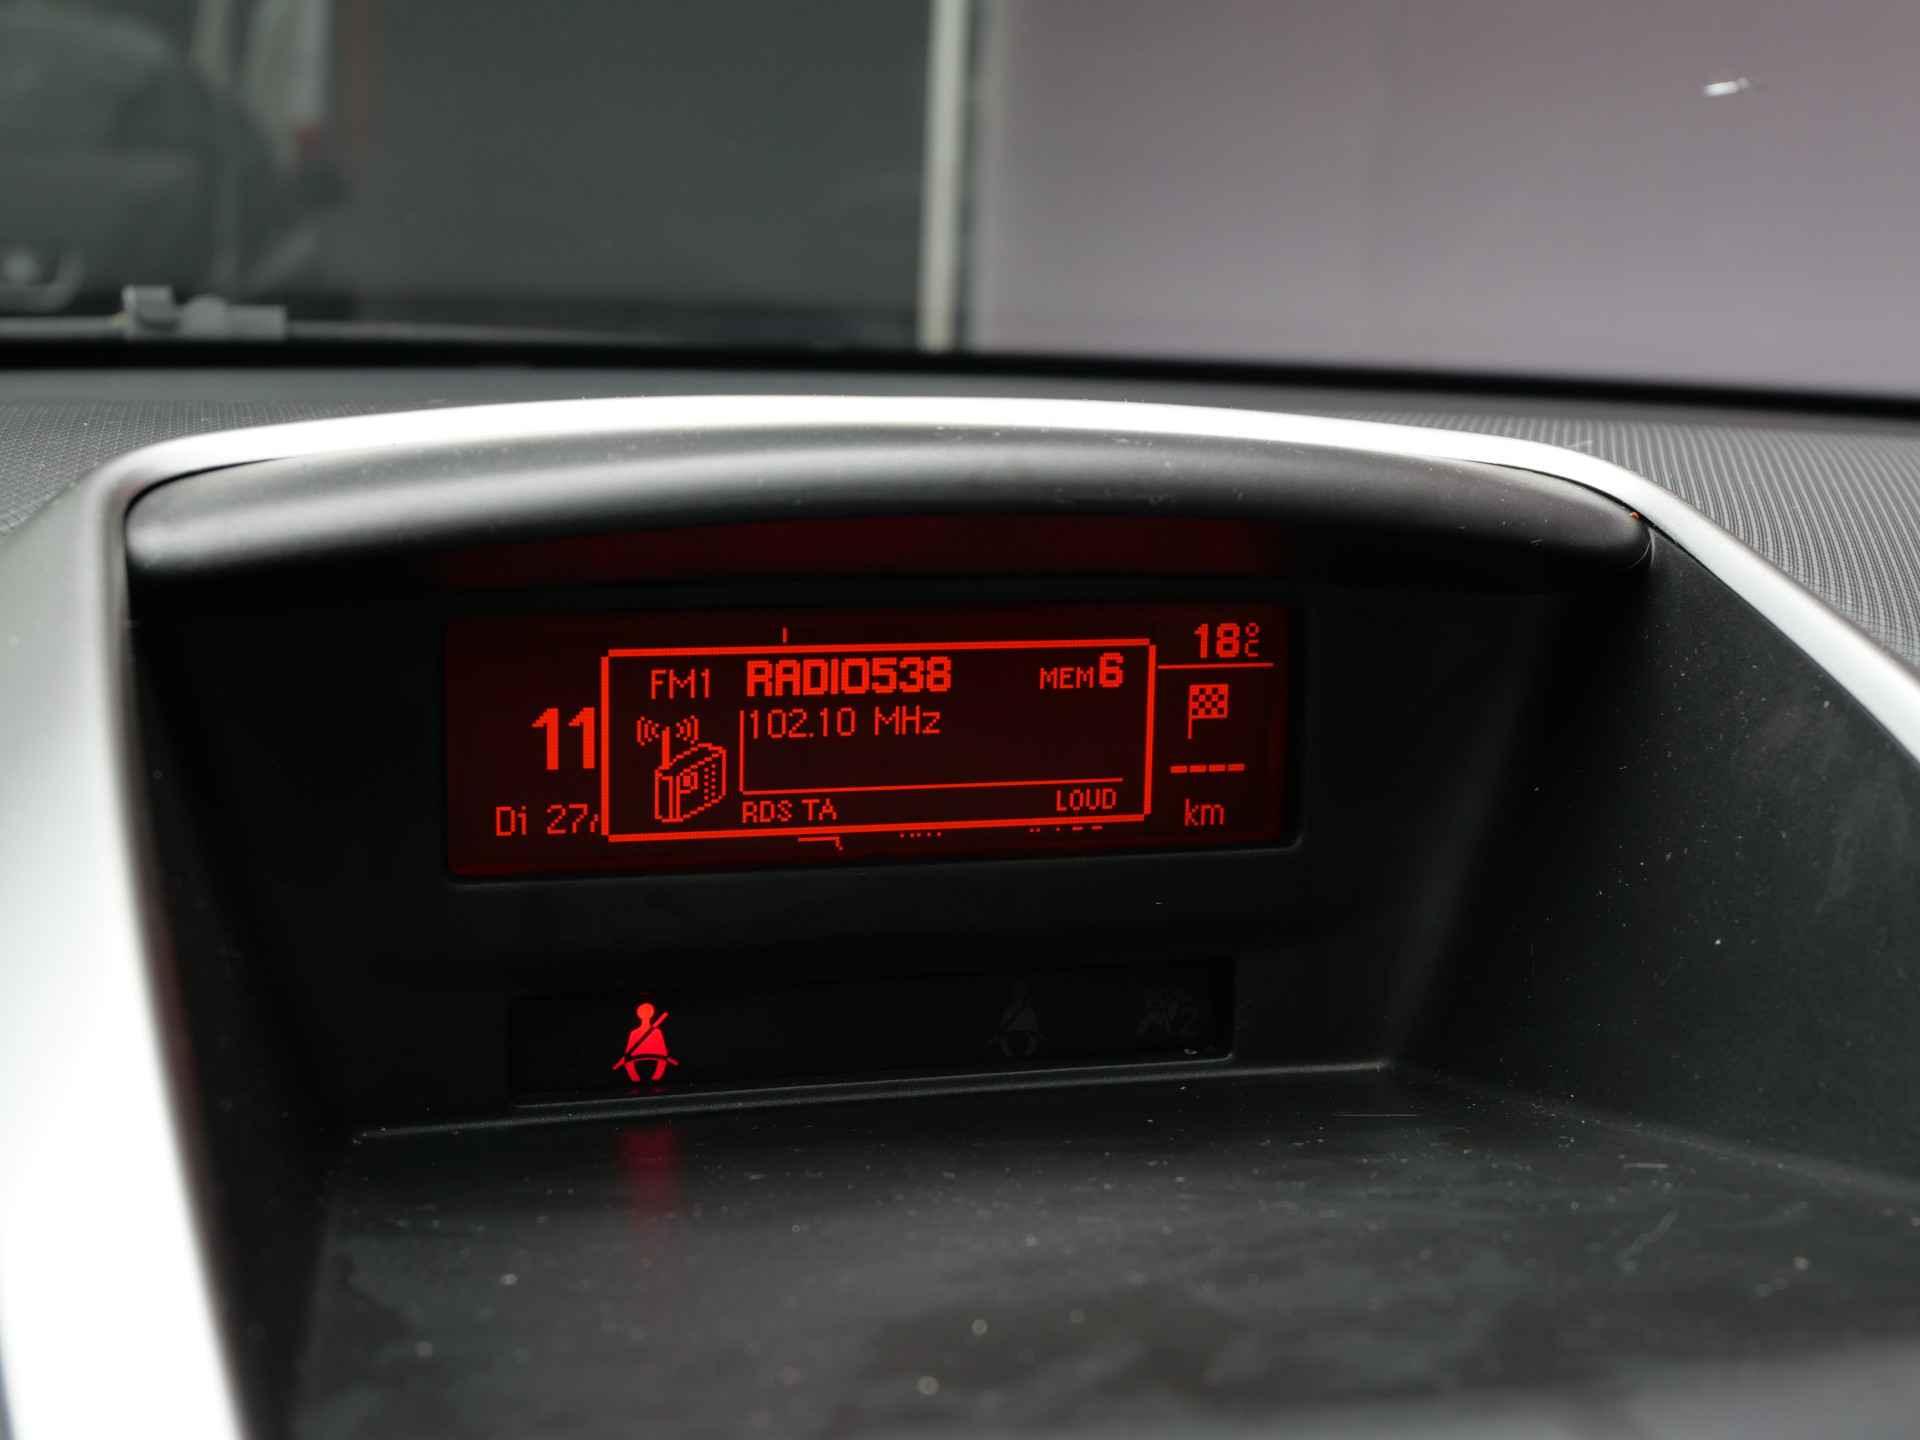 18°C
FM1 RADIO538 MEM 6
11
102.10 MHz
Di 27
RDS TA LOUD
----
km